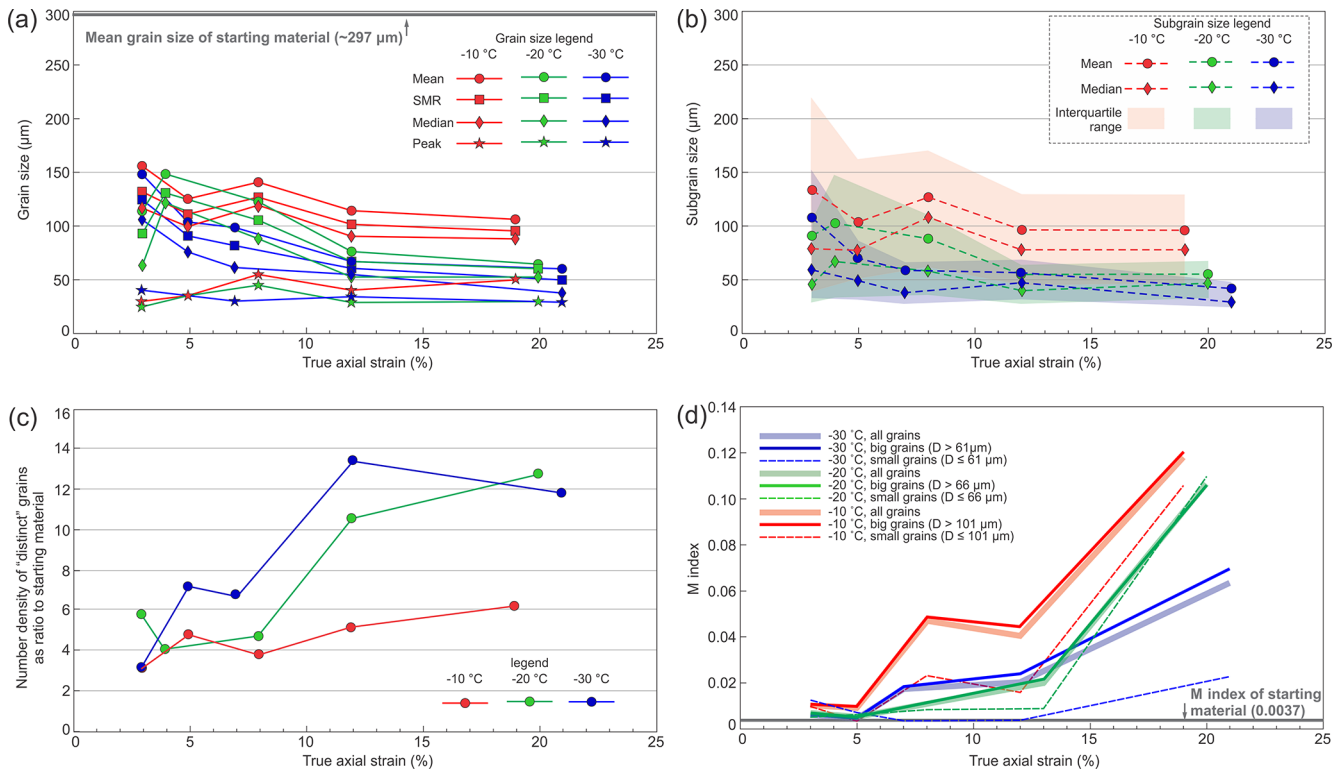 (a)
300
250
200
150
100
50
0
Grain size (µm)
Mean grain size of starting material (~297 µm)
Grain size legend
-10 °C
-20 °C
-30 °C
Mean
SMR
Median
Peak
0
5
10
15
20
25
True axial strain (%)
(b)
300
250
200
150
100
50
0
Subgrain size (µm)
Subgrain size legend
-10 °C
-20 °C
-30 °C
Mean
Median
Interquartile
range
0
5
10
15
20
25
True axial strain (%)
(c)
16
14
12
10
8
6
4
2
0
Number density of “distinct” grains
as ratio to starting material
legend
-10 °C
-20 °C
-30 °C
0
5
10
15
20
25
True axial strain (%)
(d)
0.14
0.12
0.10
0.08
0.06
0.04
0.02
0
M index
-30 ˚C, all grains
-30 ˚C, big grains (D > 61µm)
-30 ˚C, small grains (D ≤ 61 µm)
-20 ˚C, all grains
-20 ˚C, big grains (D > 66 µm)
-20 ˚C, small grains (D ≤ 66 µm)
-10 ˚C, all grains
-10 ˚C, big grains (D > 101 µm)
-10 ˚C, small grains (D ≤ 101 µm)
M index of starting
material (0.0037)
0
5
10
15
20
25
True axial strain (%)